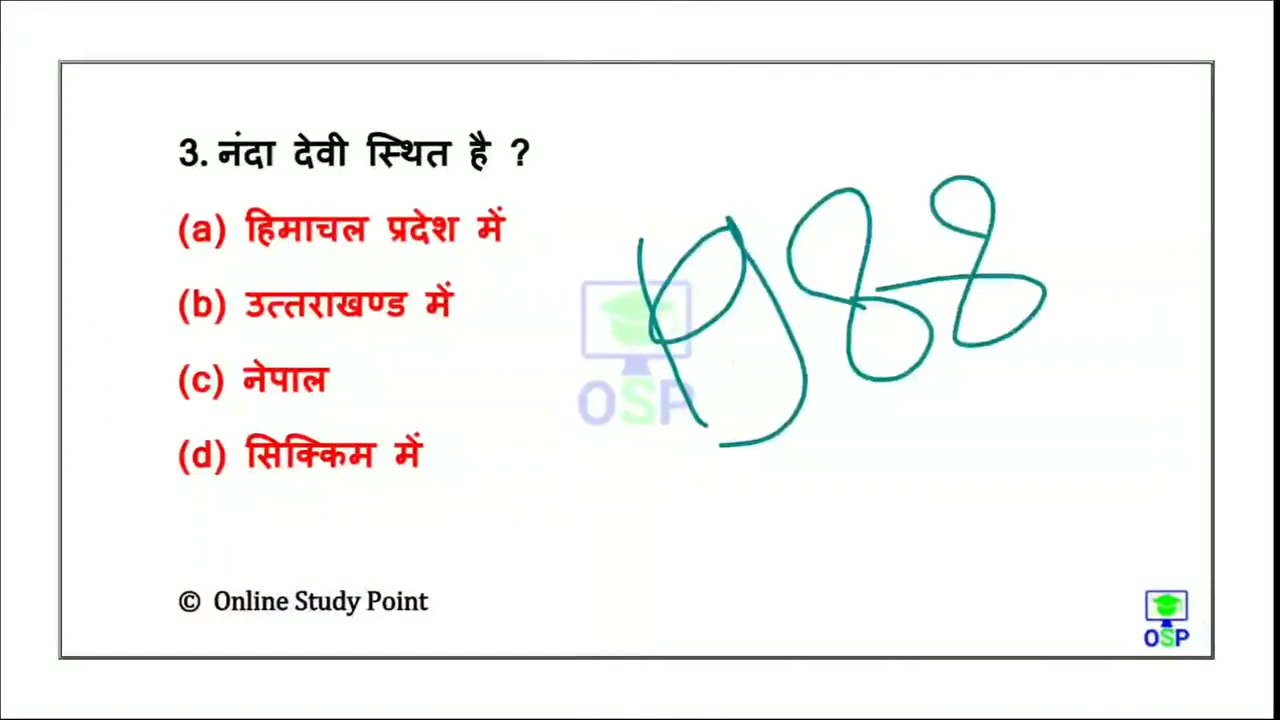 3. नंदा देवी स्थित है ?
(a) हिमाचल प्रदेश में
(b) उत्तराखण्ड में
(c) नेपाल
(d) सिक्किम में
1988
OSP
© Online Study Point
OSP